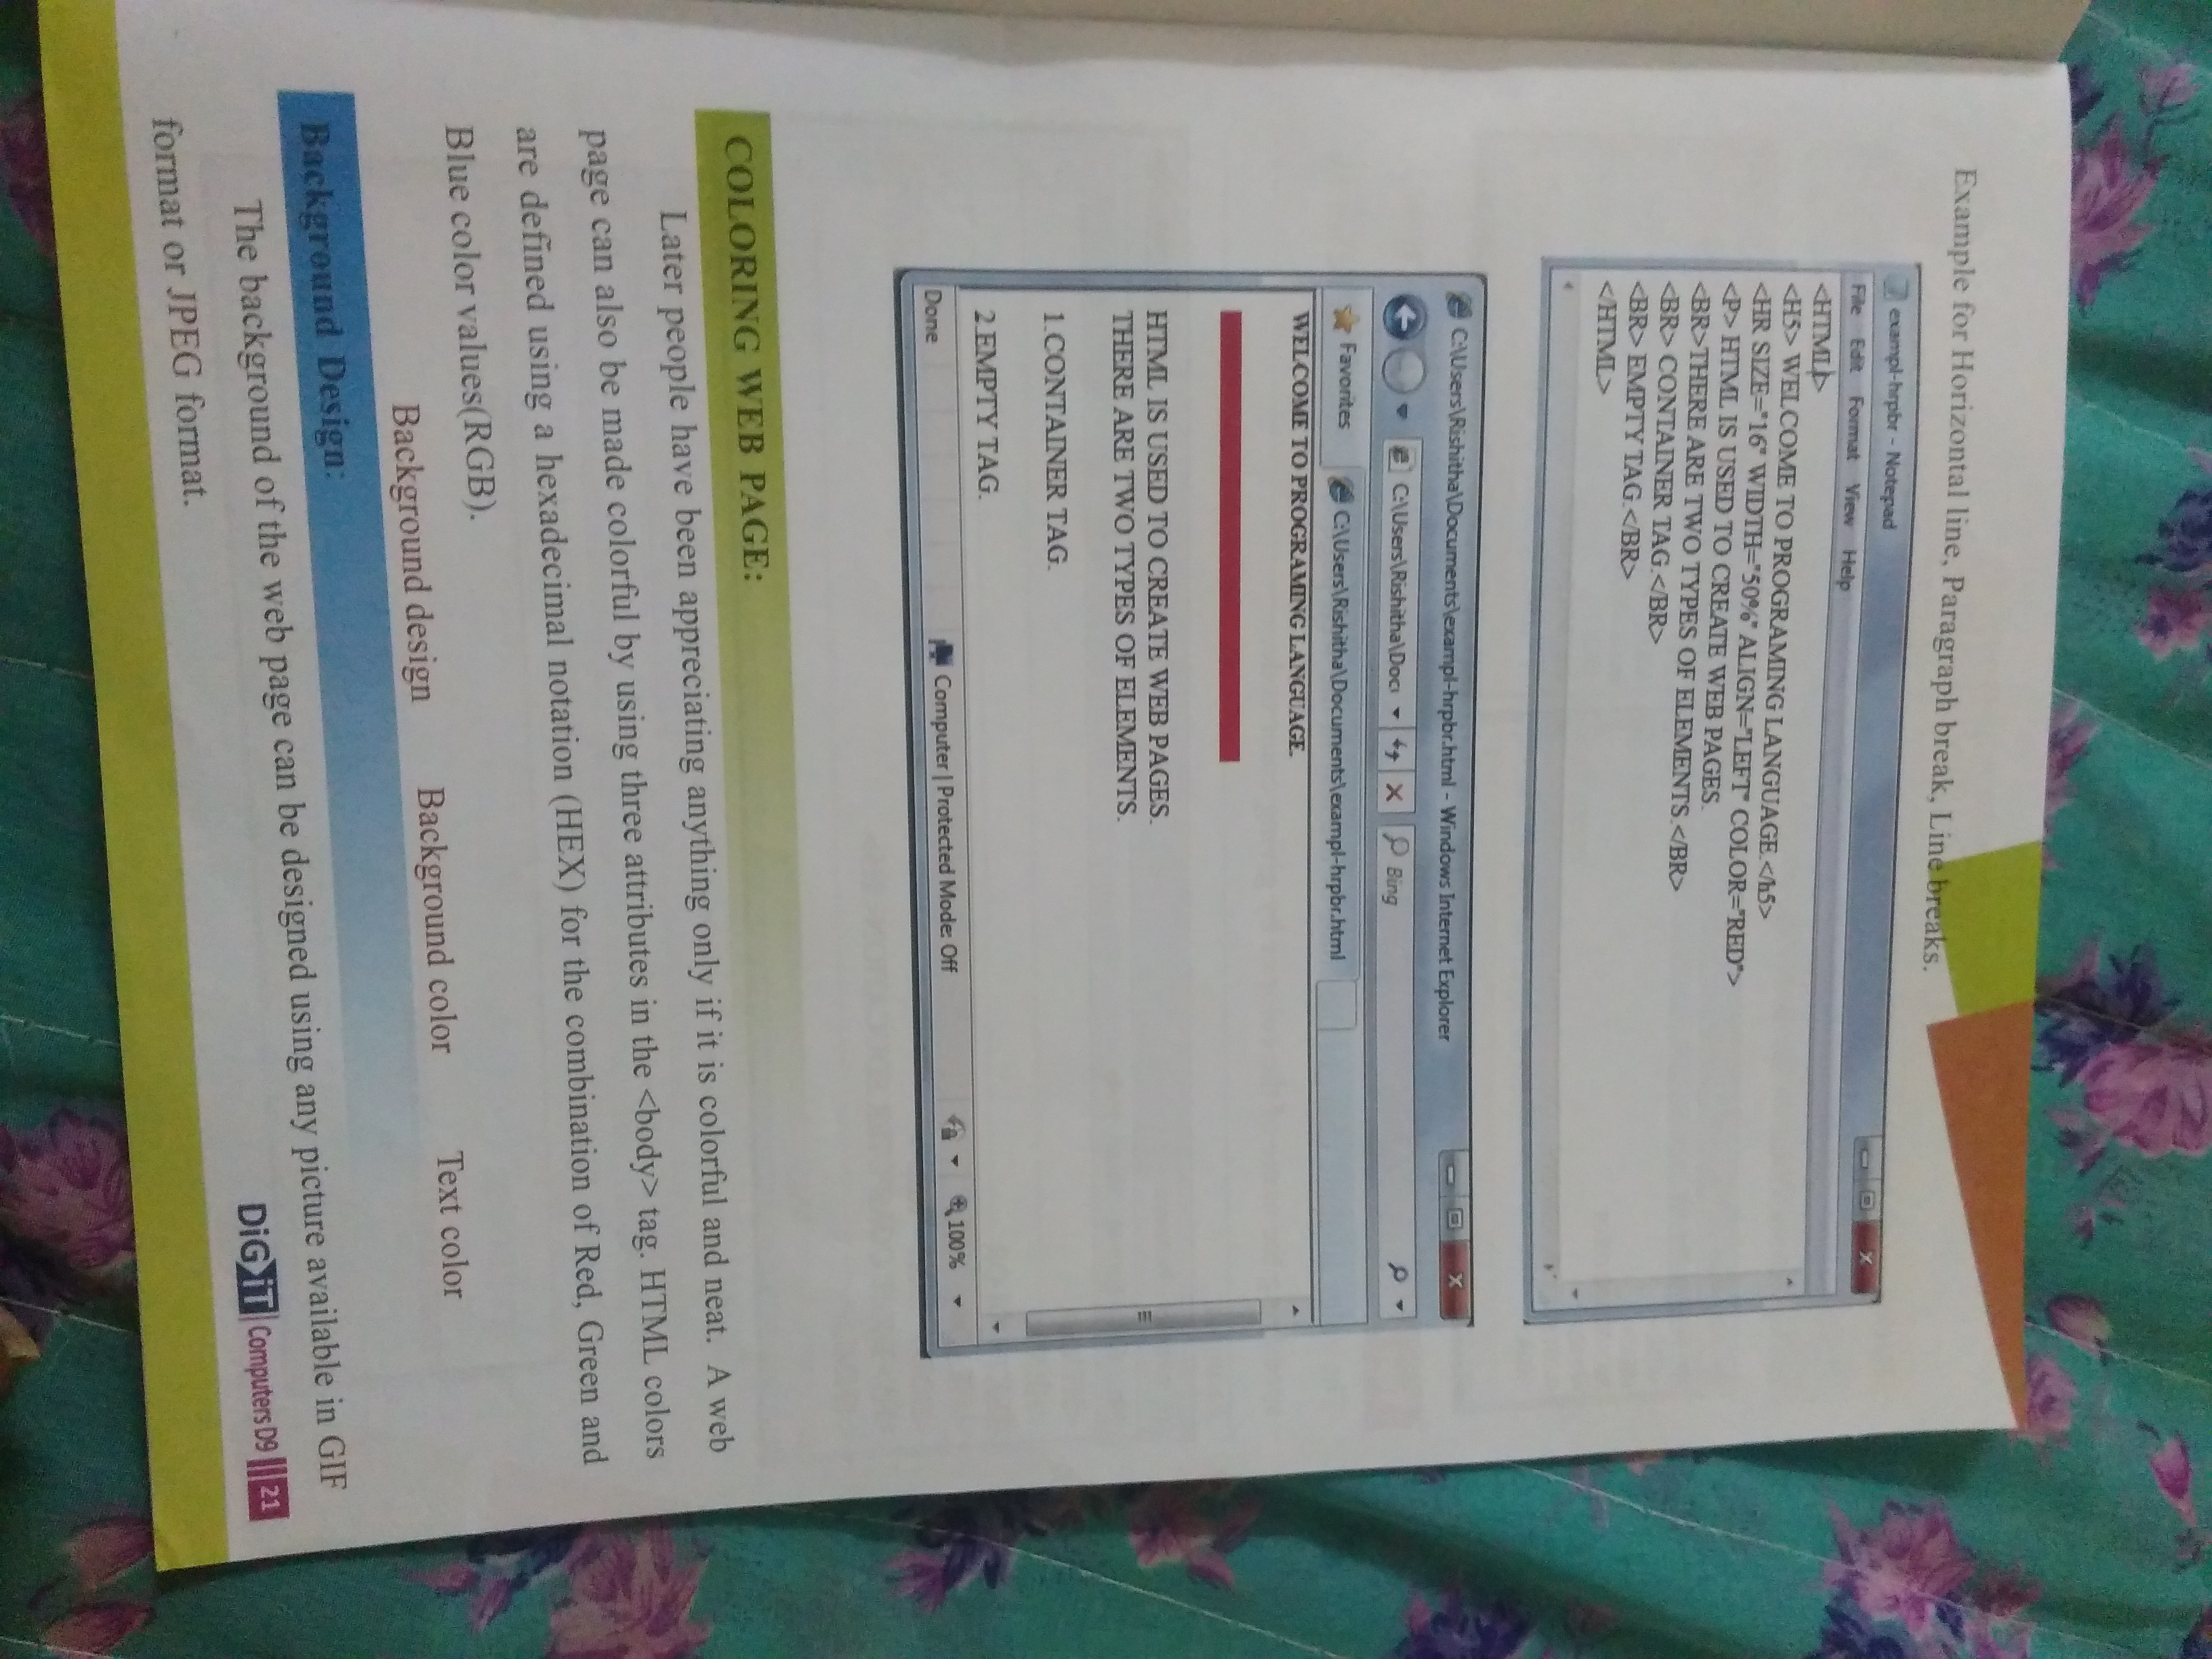 Example for Horizontal line, Paragraph break, Line breaks.
exampl-hrpbr - Notepad
File Edit Format View Help
<HTML>
<H5> WELCOME TO PROGRAMING LANGUAGE.</h5>
<HR SIZE="16" WIDTH="50%" ALIGN="LEFT" COLOR="RED">
<P> HTML IS USED TO CREATE WEB PAGES.
<BR>THERE ARE TWO TYPES OF ELEMENTS.</BR>
<BR> CONTAINER TAG.</BR>
<BR> EMPTY TAG.</BR>
</HTML>
C:\Users\Rishitha\Documents\exampl-hrpbr.html - Windows Internet Explorer
C:\Users\Rishitha\Doci
Bing
Favorites C:\Users\Rishitha\Documents\exampl-hrpbr.html
WELCOME TO PROGRAMING LANGUAGE.
HTML IS USED TO CREATE WEB PAGES.
THERE ARE TWO TYPES OF ELEMENTS.
1.CONTAINER TAG.
2.EMPTY TAG.
Done Computer | Protected Mode: Off 100%
COLORING WEB PAGE:
Later people have been appreciating anything only if it is colorful and neat. A web
page can also be made colorful by using three attributes in the <body> tag. HTML colors
are defined using a hexadecimal notation (HEX) for the combination of Red, Green and
Blue color values(RGB).
Background design Background color Text color
Background Design:
The background of the web page can be designed using any picture available in GIF
format or JPEG format.
DiGiT Computers D9 21